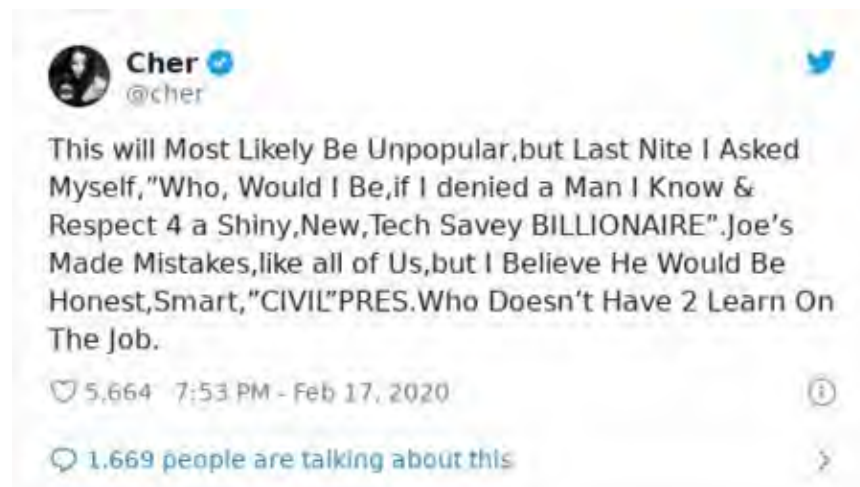 Cher
@cher
This will Most Likely Be Unpopular,but Last Nite I Asked
Myself,"Who, Would I Be,if I denied a Man I Know &
Respect 4 a Shiny,New,Tech Savey BILLIONAIRE".Joe's
Made Mistakes,like all of Us,but I Believe He Would Be
Honest,Smart,"CIVIL"PRES.Who Doesn't Have 2 Learn On
The Job.
5,664 7:53 PM - Feb 17, 2020
1,669 people are talking about this